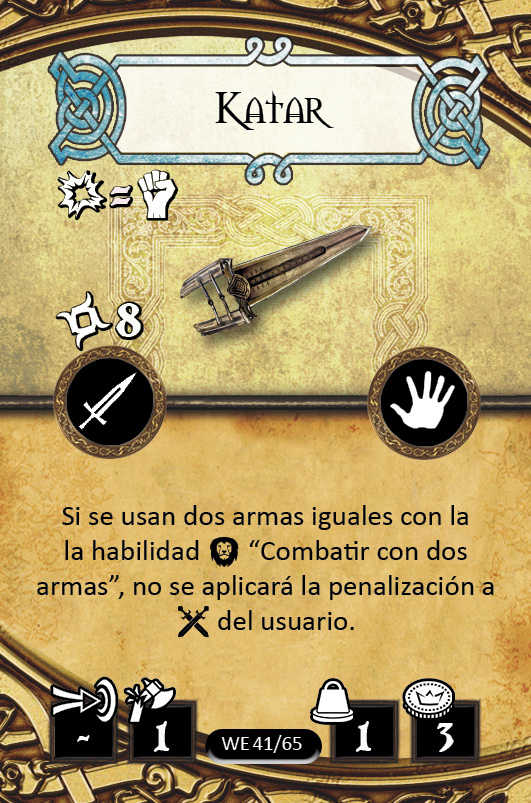 Katar
=
8
Si se usan dos armas iguales con la
la habilidad “Combatir con dos
armas”, no se aplicará la penalización a
del usuario.
- 1 WE 41/65 1 3